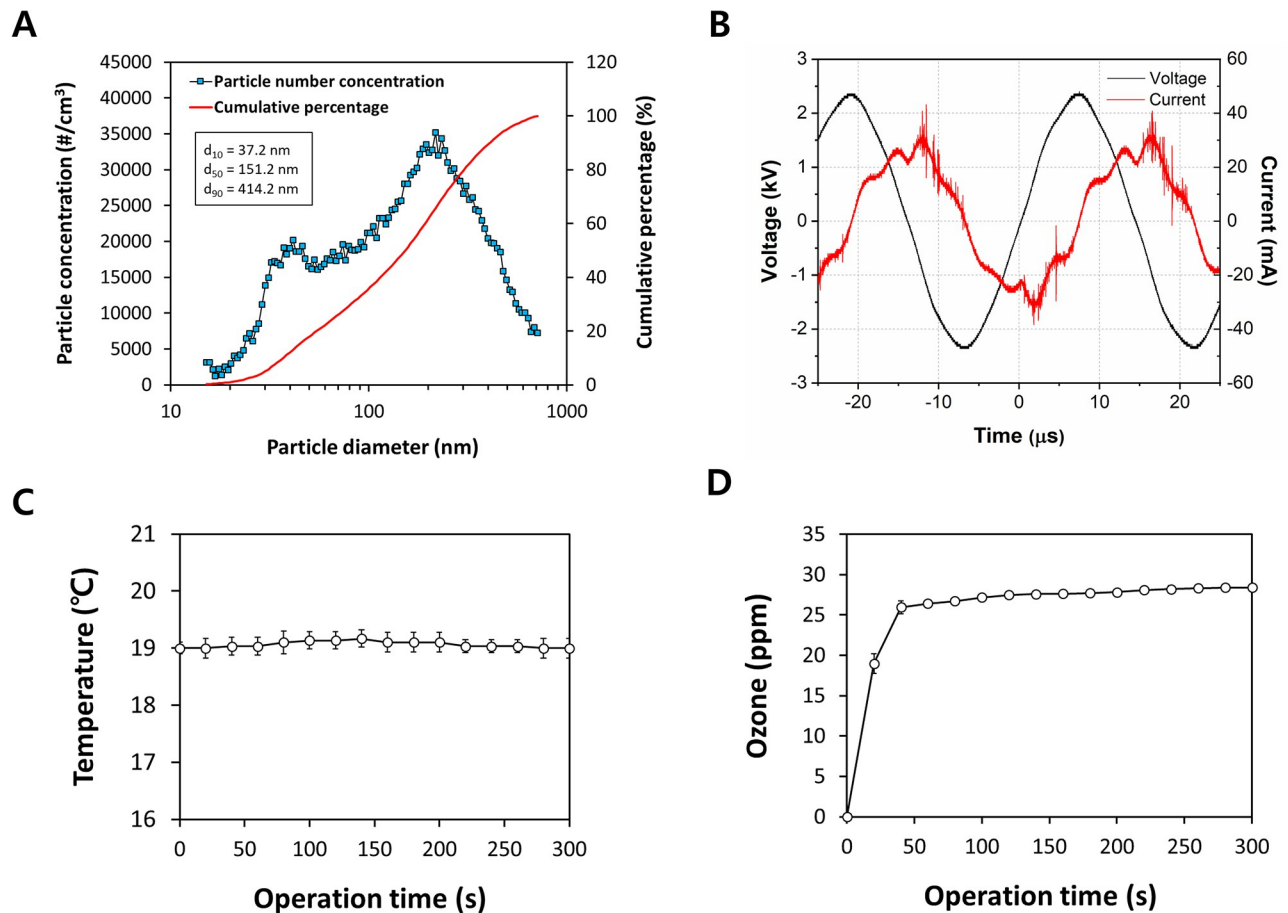 A
45000
40000
35000
30000
25000
20000
15000
10000
5000
0
Particle concentration (#/cm³)
Particle number concentration
Cumulative percentage
d₁₀ = 37.2 nm
d₅₀ = 151.2 nm
d₉₀ = 414.2 nm
120
100
80
60
40
20
0
Cumulative percentage (%)
10 100 1000
Particle diameter (nm)
B
3
2
1
0
-1
-2
-3
Voltage (kV)
Voltage
Current
60
40
20
0
-20
-40
-60
Current (mA)
-20 -10 0 10 20
Time (μs)
C
21
20
19
18
17
16
Temperature (℃)
0 50 100 150 200 250 300
Operation time (s)
D
35
30
25
20
15
10
5
0
Ozone (ppm)
0 50 100 150 200 250 300
Operation time (s)